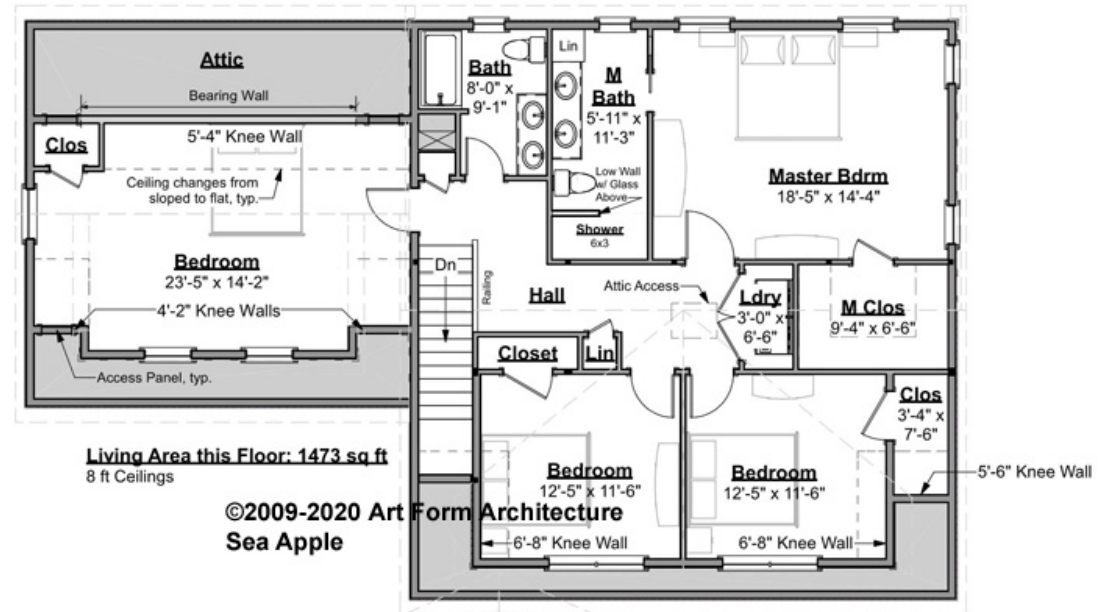 Attic
Bearing Wall
5'-4" Knee Wall
Clos
Ceiling changes from
sloped to flat, typ.
Bedroom
23'-5" x 14'-2"
4'-2" Knee Walls
Access Panel, typ.
Bath
8'-0" x
9'-1"
Lin
M
Bath
5'-11" x
11'-3"
Low Wall
w/ Glass
Above
Shower
6x3
Master Bdrm
18'-5" x 14'-4"
Dn
Railing
Hall
Attic Access
Ldry
3'-0" x
6'-6"
M Clos
9'-4" x 6'-6"
Closet
Lin
Clos
3'-4" x
7'-6"
Bedroom
12'-5" x 11'-6"
Bedroom
12'-5" x 11'-6"
5'-6" Knee Wall
6'-8" Knee Wall
6'-8" Knee Wall
Living Area this Floor: 1473 sq ft
8 ft Ceilings
©2009-2020 Art Form Architecture
Sea Apple